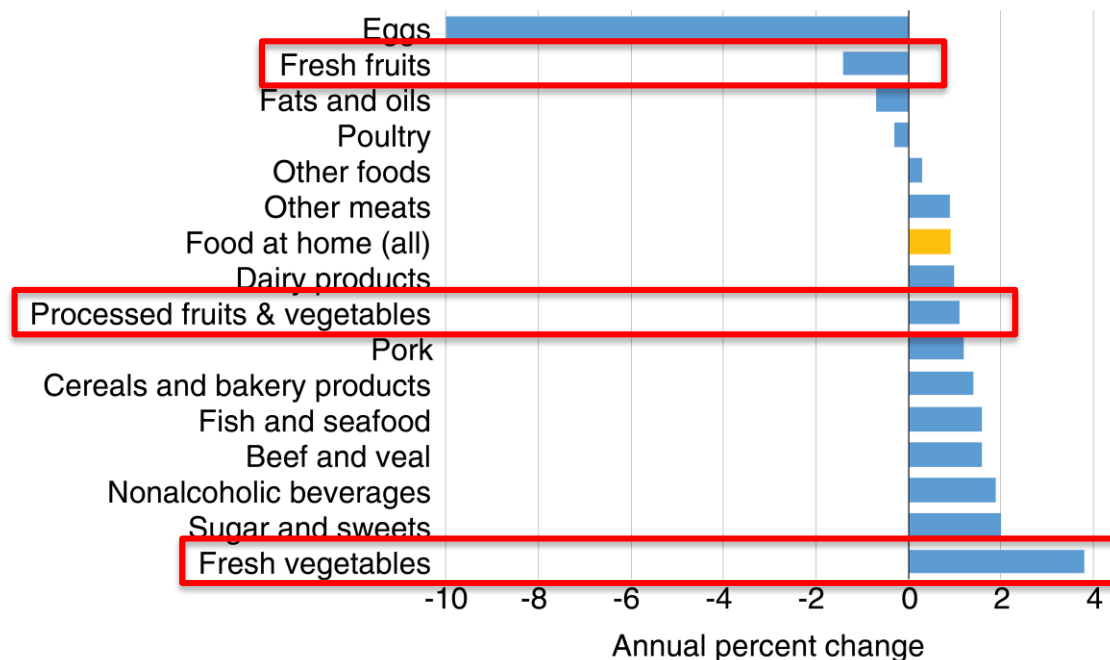 Eggs
Fresh fruits
Fats and oils
Poultry
Other foods
Other meats
Food at home (all)
Dairy products
Processed fruits & vegetables
Pork
Cereals and bakery products
Fish and seafood
Beef and veal
Nonalcoholic beverages
Sugar and sweets
Fresh vegetables
-10 -8 -6 -4 -2 0 2 4
Annual percent change